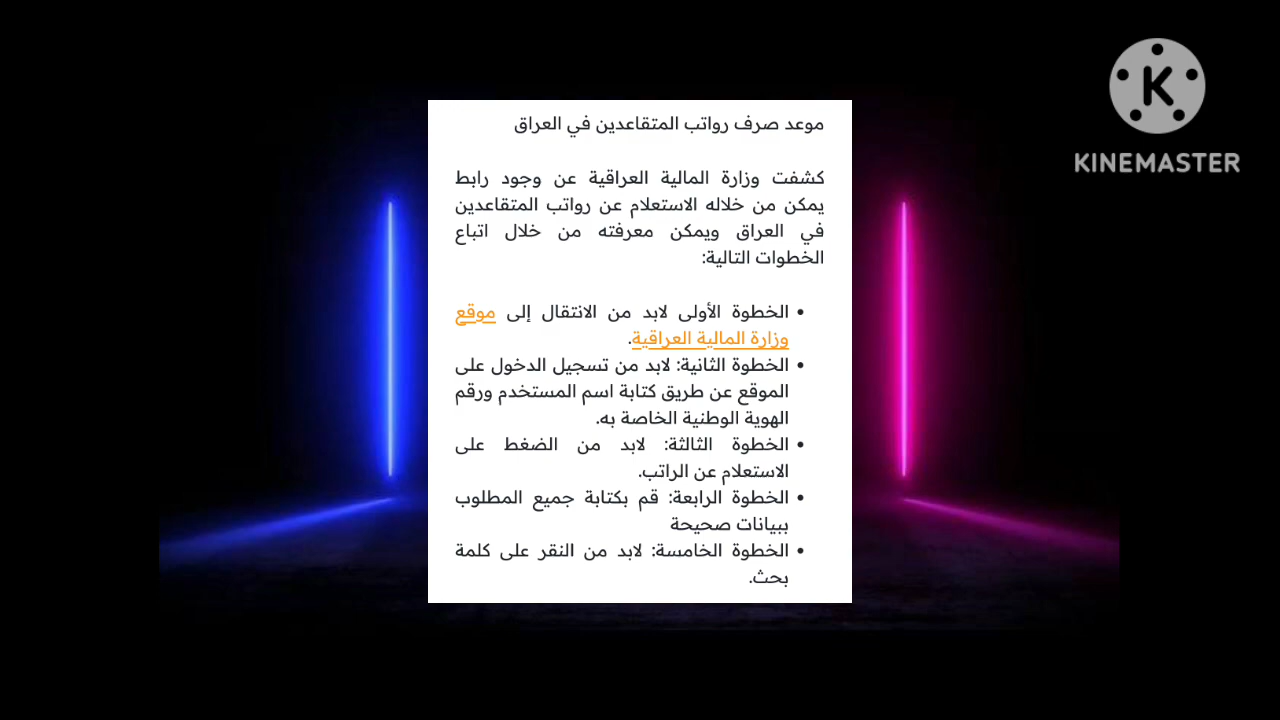 KINEMASTER
موعد صرف رواتب المتقاعدين في العراق
كشفت وزارة المالية العراقية عن وجود رابط
يمكن من خلاله الاستعلام عن رواتب المتقاعدين
في العراق ويمكن معرفته من خلال اتباع
الخطوات التالية:
• الخطوة الأولى لابد من الانتقال إلى موقع
وزارة المالية العراقية.
• الخطوة الثانية: لابد من تسجيل الدخول على
الموقع عن طريق كتابة اسم المستخدم ورقم
الهوية الوطنية الخاصة به.
• الخطوة الثالثة: لابد من الضغط على
الاستعلام عن الراتب.
• الخطوة الرابعة: قم بكتابة جميع المطلوب
ببيانات صحيحة
• الخطوة الخامسة: لابد من النقر على كلمة
بحث.